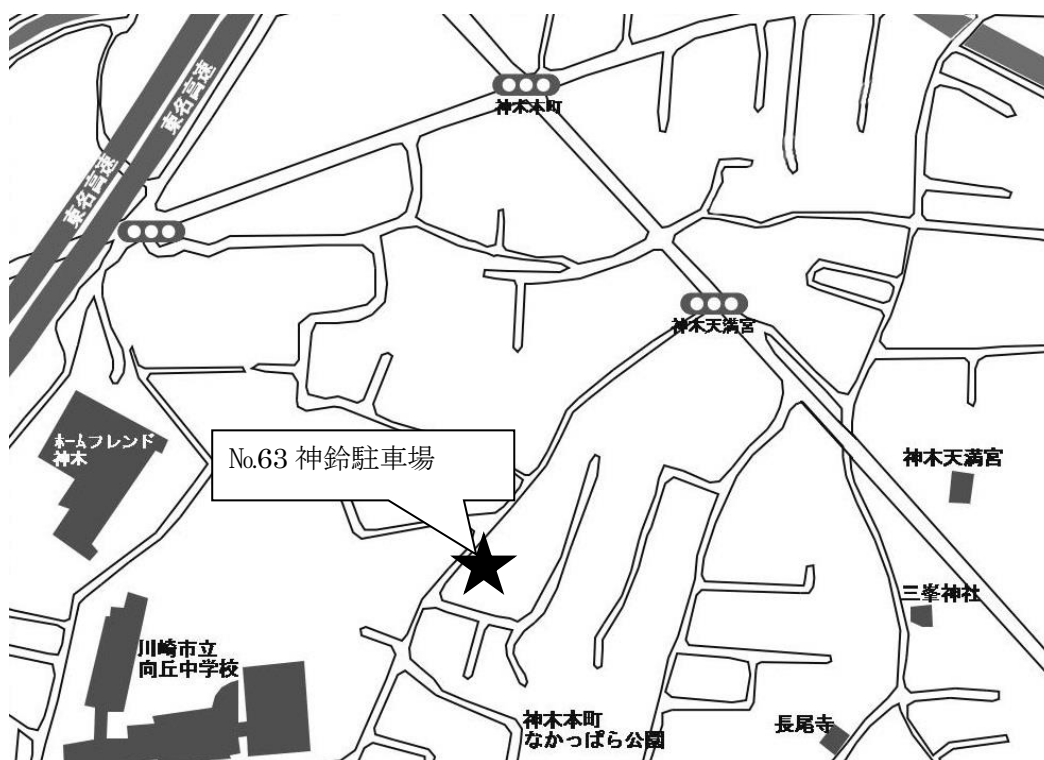 神木本町
東名高速
東名高速
神木天満宮
ホームフレンド
神木
№63 神鈴駐車場
神木天満宮
三峯神社
川崎市立
向丘中学校
神木本町
なかっぱら公園
長尾寺